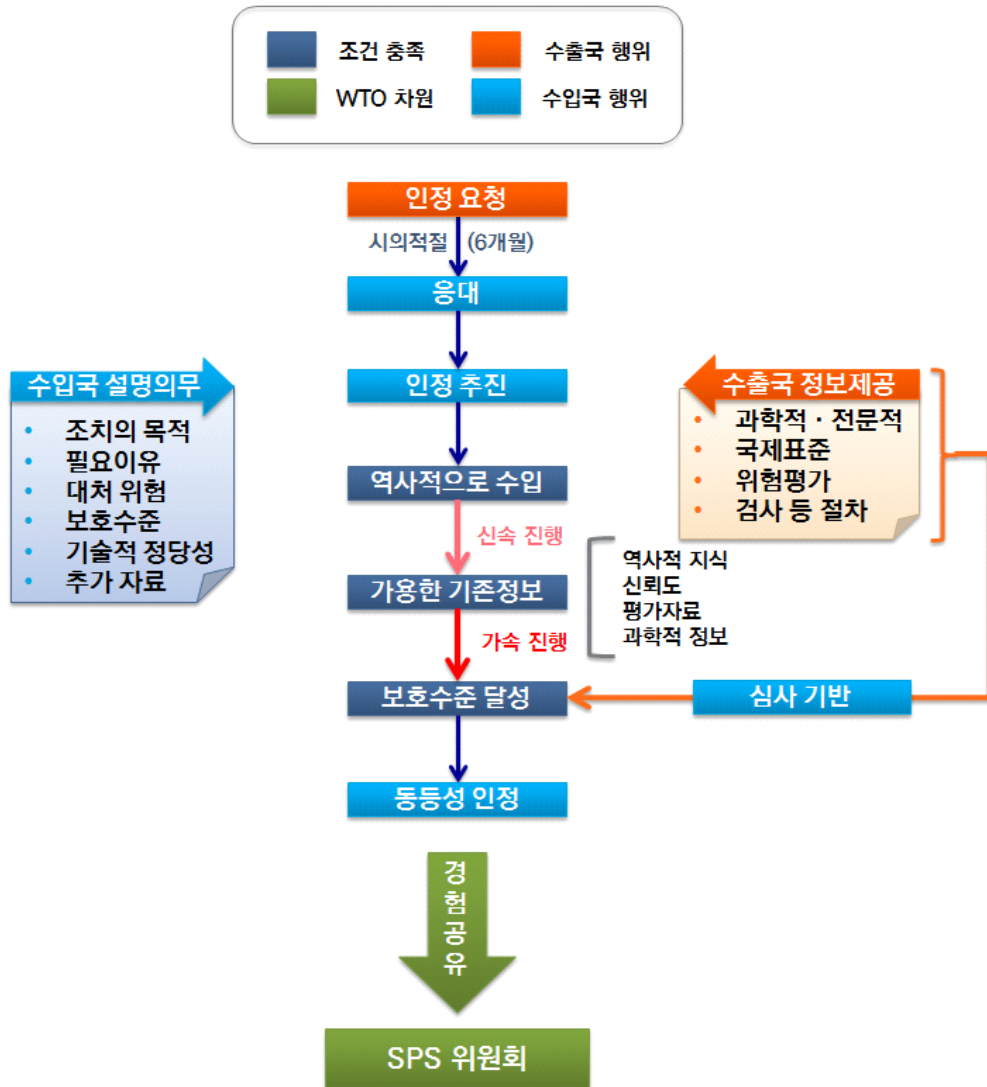 조건 충족
수출국 행위
WTO 차원
수입국 행위
인정 요청
시의적절 (6개월)
응대
인정 추진
수입국 설명의무
• 조치의 목적
• 필요이유
• 대처 위험
• 보호수준
• 기술적 정당성
• 추가 자료
수출국 정보제공
• 과학적 · 전문적
• 국제표준
• 위험평가
• 검사 등 절차
역사적으로 수입
신속 진행
가용한 기존정보
역사적 지식
신뢰도
평가자료
과학적 정보
가속 진행
보호수준 달성
심사 기반
동등성 인정
경험공유
SPS 위원회